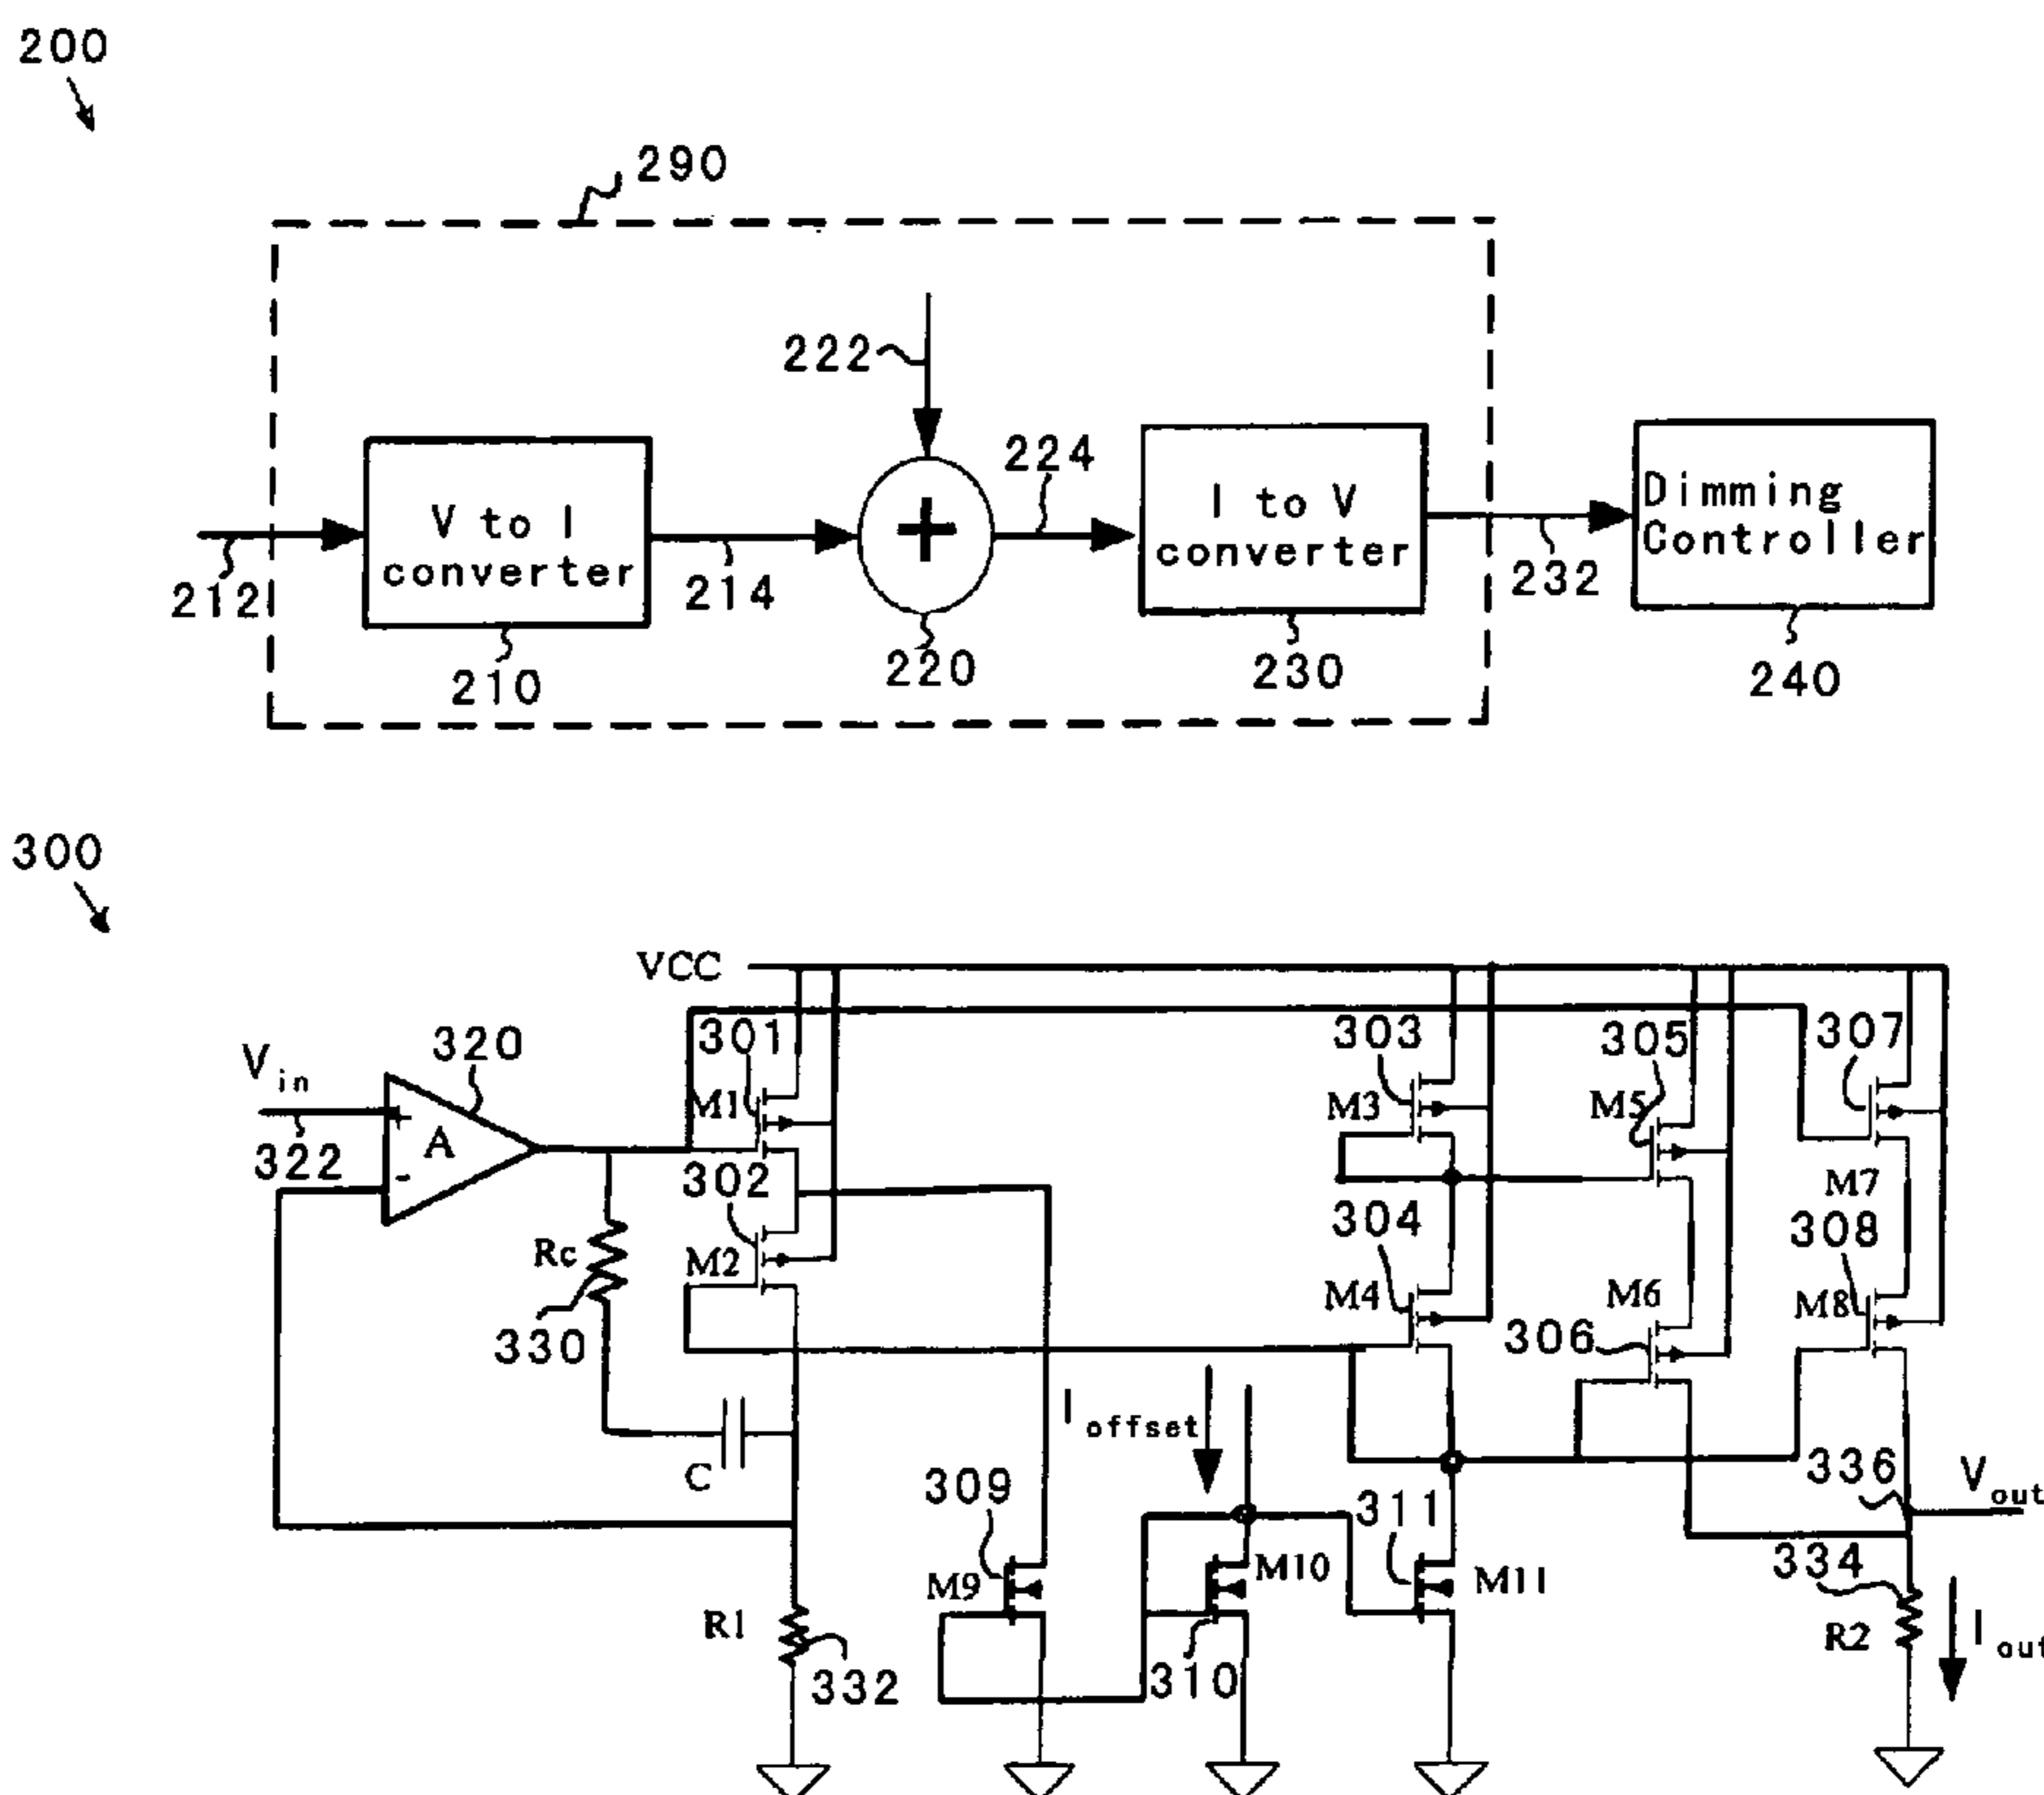 200
290
222
224
V to I
converter
+
I to V
converter
Dimming
Controller
212
214
232
210
220
230
240
300
VCC
301
303
305
307
Vin
320
M1
M3
M5
+
A
-
322
302
M7
304
308
Rc
M2
M4
M6
M8
330
306
Ioffset
C
309
311
336
Vout
M9
M10
M11
334
R1
332
310
R2
Iout